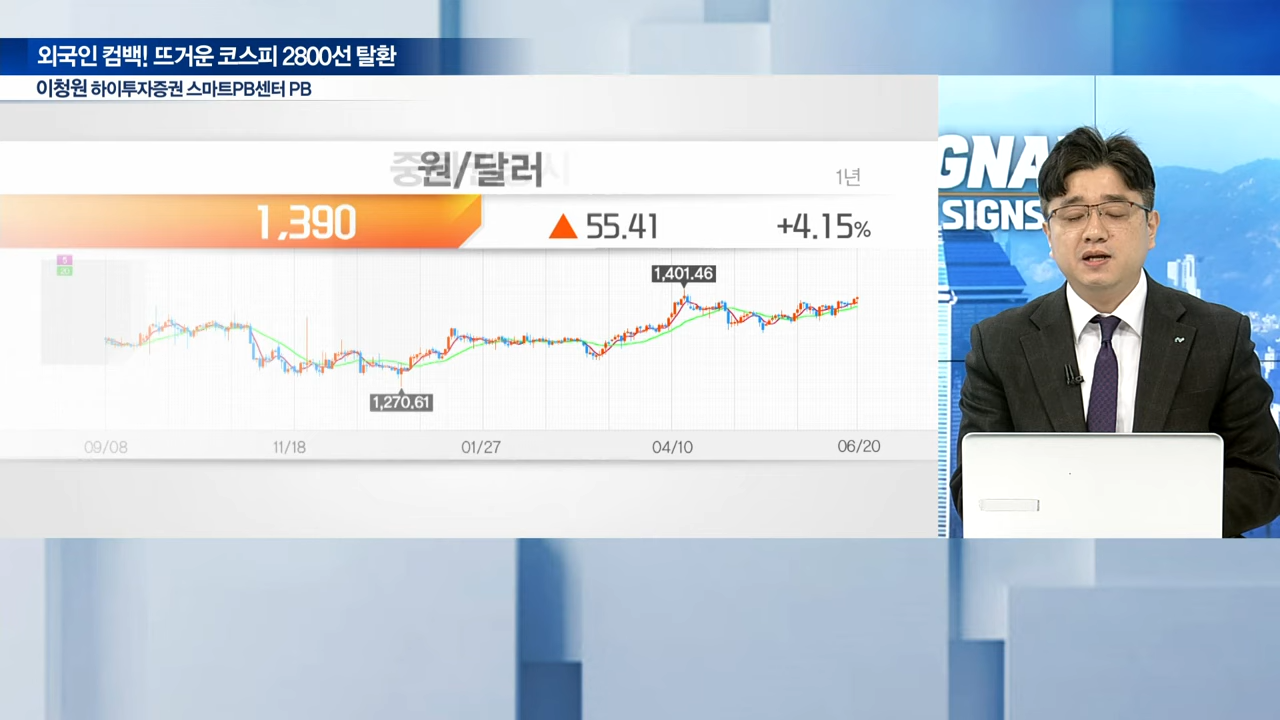 외국인 컴백! 뜨거운 코스피 2800선 탈환
이청원 하이투자증권 스마트PB센터 PB
원/달러
1년
1,390
▲ 55.41
+4.15%
5
20
1,401.46
1,270.61
09/08
11/18
01/27
04/10
06/20
GNA
SIGNS